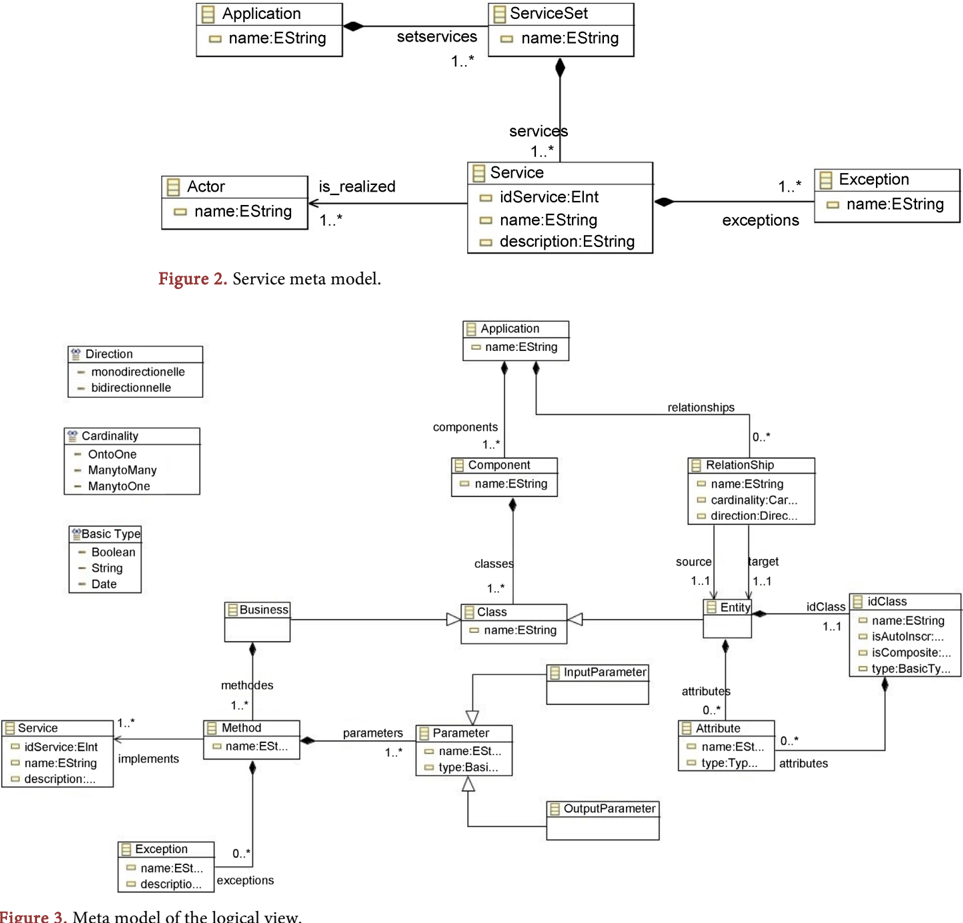 Application
name:EString
setservices
1..*
ServiceSet
name:EString
services
1..*
Actor
name:EString
is_realized
1..*
Service
idService:EInt
name:EString
description:EString
1..*
exceptions
Exception
name:EString
Figure 2. Service meta model.
Application
name:EString
Direction
monodirectionelle
bidirectionnelle
components
1..*
relationships
0..*
Cardinality
OntoOne
ManytoMany
ManytoOne
Component
name:EString
RelationShip
name:EString
cardinality:Car...
direction:Direc...
Basic Type
Boolean
String
Date
classes
1..*
source
1..1
target
1..1
Business
Class
name:EString
Entity
idClass
1..1
idClass
name:EString
isAutoInscr:...
isComposite:...
type:BasicTy...
methodes
1..*
InputParameter
attributes
0..*
Service
idService:EInt
name:EString
description:...
1..*
implements
Method
name:ESt...
parameters
1..*
Parameter
name:ESt...
type:Basi...
Attribute
name:ESt...
type:Typ...
0..*
attributes
OutputParameter
Exception
name:ESt...
descriptio...
0..*
exceptions
Figure 3. Meta model of the logical view.